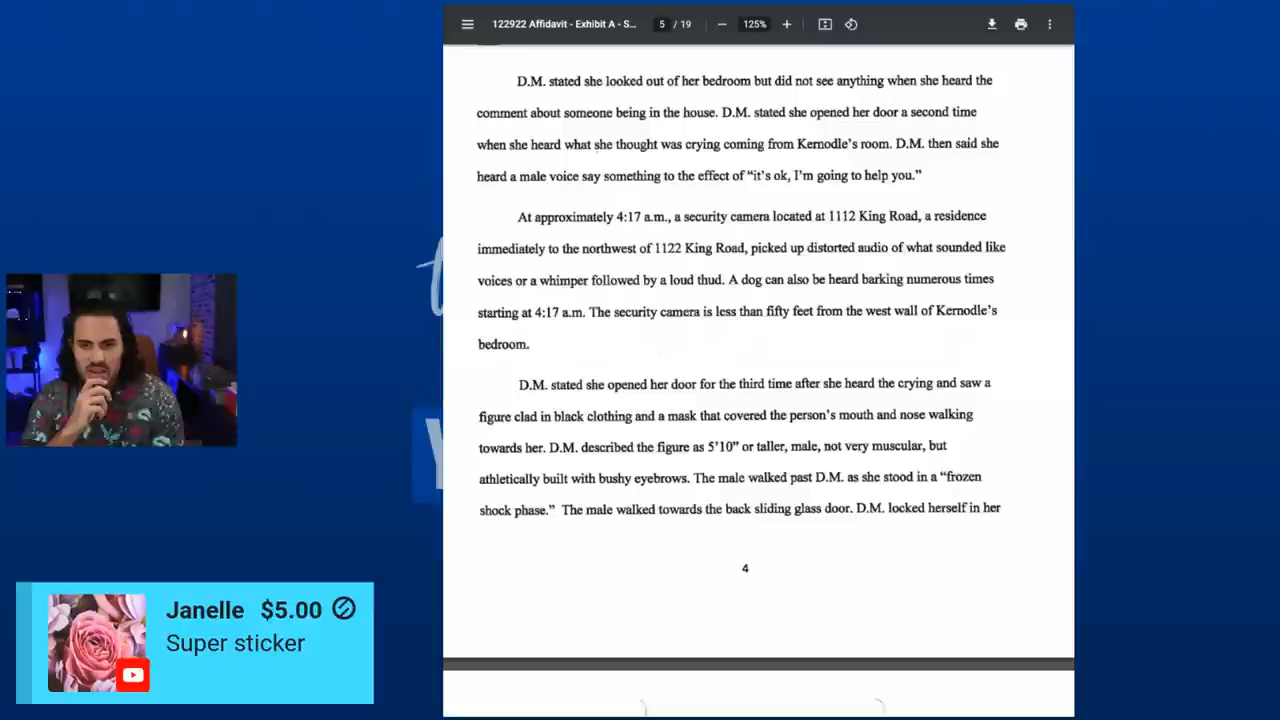 122922 Affidavit - Exhibit A - S...
5 / 19
125%
D.M. stated she looked out of her bedroom but did not see anything when she heard the
comment about someone being in the house. D.M. stated she opened her door a second time
when she heard what she thought was crying coming from Kernodle's room. D.M. then said she
heard a male voice say something to the effect of "it's ok, I'm going to help you."
At approximately 4:17 a.m., a security camera located at 1112 King Road, a residence
immediately to the northwest of 1122 King Road, picked up distorted audio of what sounded like
voices or a whimper followed by a loud thud. A dog can also be heard barking numerous times
starting at 4:17 a.m. The security camera is less than fifty feet from the west wall of Kernodle's
bedroom.
D.M. stated she opened her door for the third time after she heard the crying and saw a
figure clad in black clothing and a mask that covered the person's mouth and nose walking
towards her. D.M. described the figure as 5'10" or taller, male, not very muscular, but
athletically built with bushy eyebrows. The male walked past D.M. as she stood in a "frozen
shock phase." The male walked towards the back sliding glass door. D.M. locked herself in her
4
Janelle $5.00
Super sticker